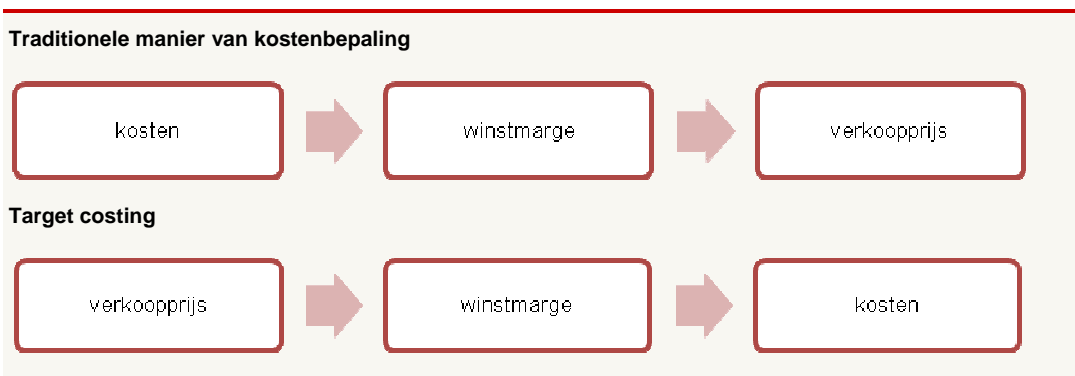 Traditionele manier van kostenbepaling
kosten winstmarge verkoopprijs
Target costing
verkoopprijs winstmarge kosten